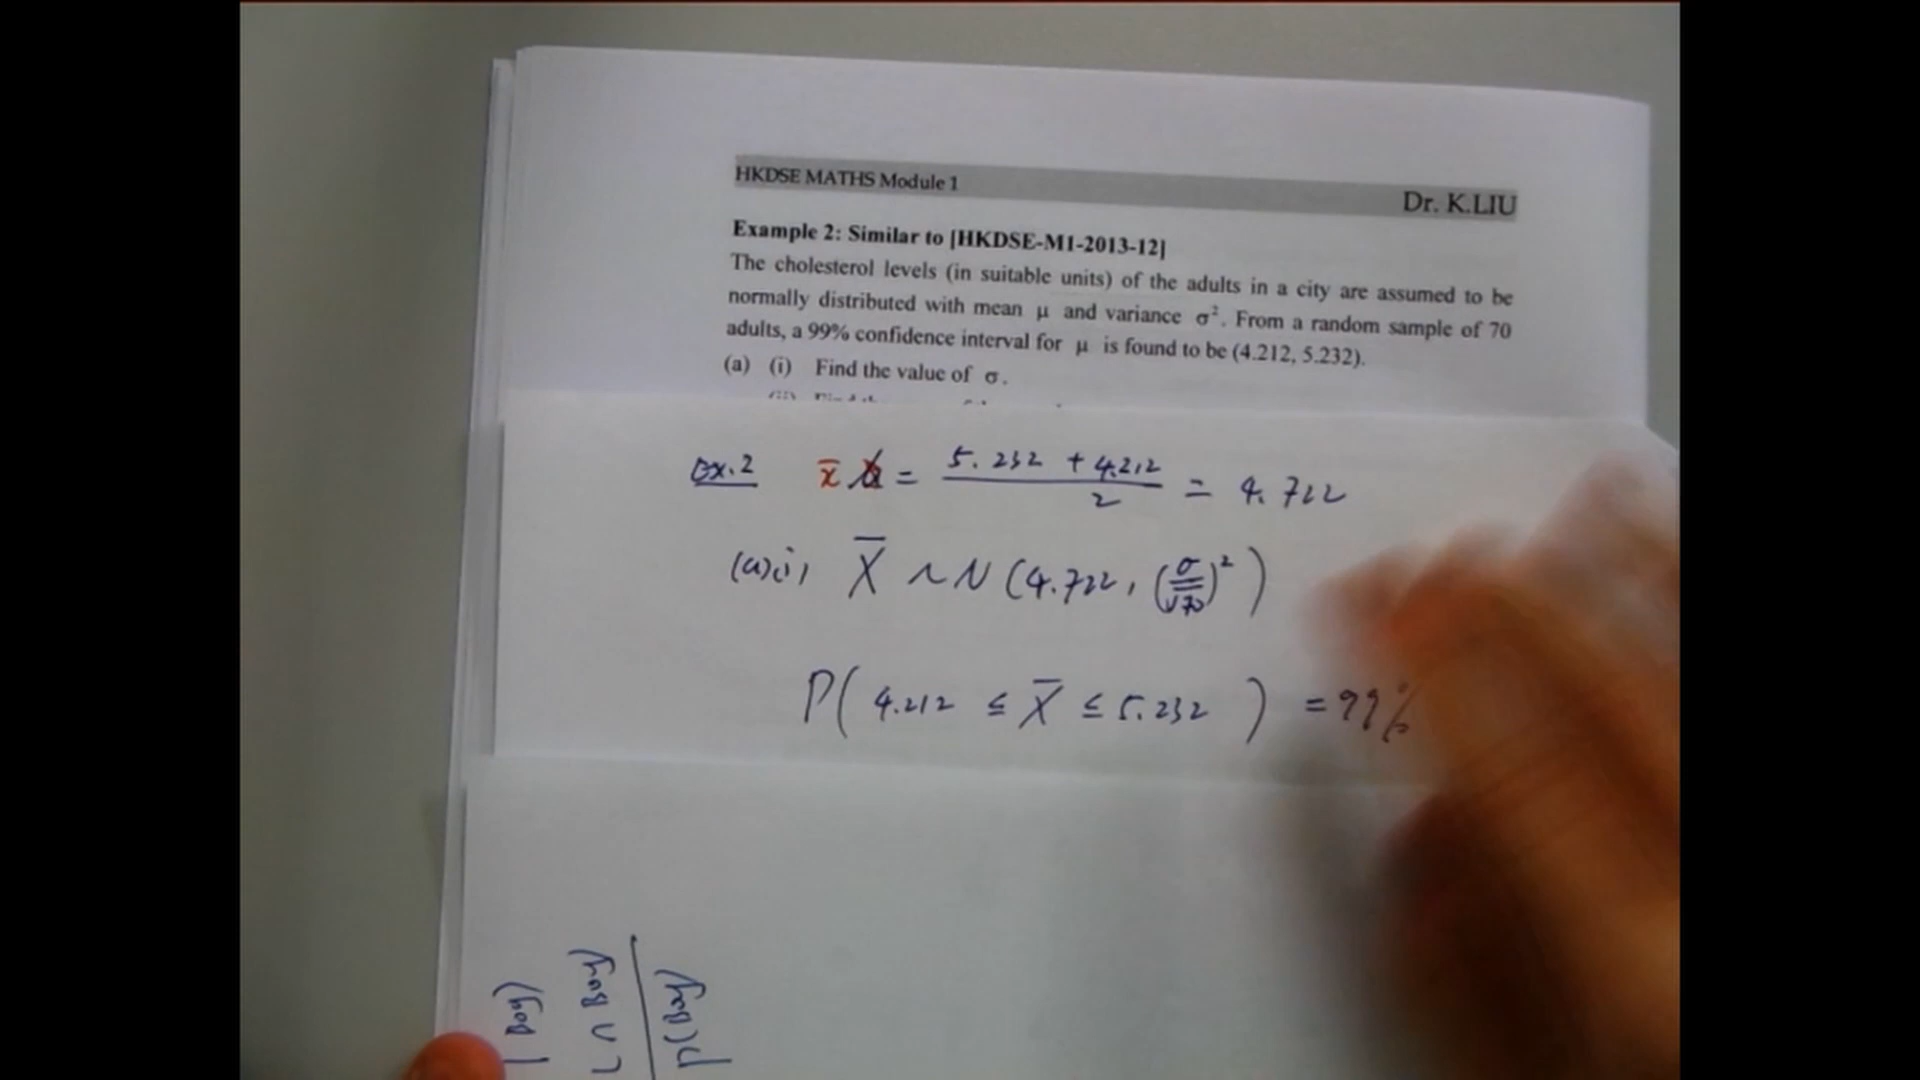 HKDSE MATHS Module 1
Dr. K.LIU
Example 2: Similar to [HKDSE-M1-2013-12]
The cholesterol levels (in suitable units) of the adults in a city are assumed to be
normally distributed with mean μ and variance σ². From a random sample of 70
adults, a 99% confidence interval for μ is found to be (4.212, 5.232).
(a) (i) Find the value of σ.
Ex.2 x̄ = (5.232 + 4.212)/2 = 4.722
(a)(i) X̄ ~ N (4.722, (σ/√70)²)
P( 4.212 ≤ X̄ ≤ 5.232 ) = 99%
P(Boy)
∩ Boy)
| Boy)